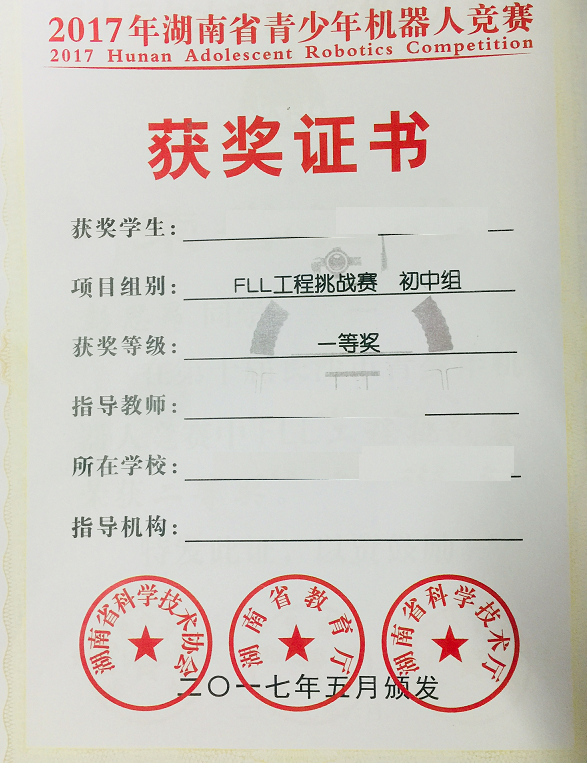 2017年湖南省青少年机器人竞赛
2017 Hunan Adolescent Robotics Competition
获奖证书
获奖学生:
项目组别: FLL工程挑战赛 初中组
获奖等级: 一等奖
指导教师:
所在学校:
指导机构:
湖南省科学技术协会
湖南省教育厅
湖南省科学技术厅
二〇一七年五月颁发